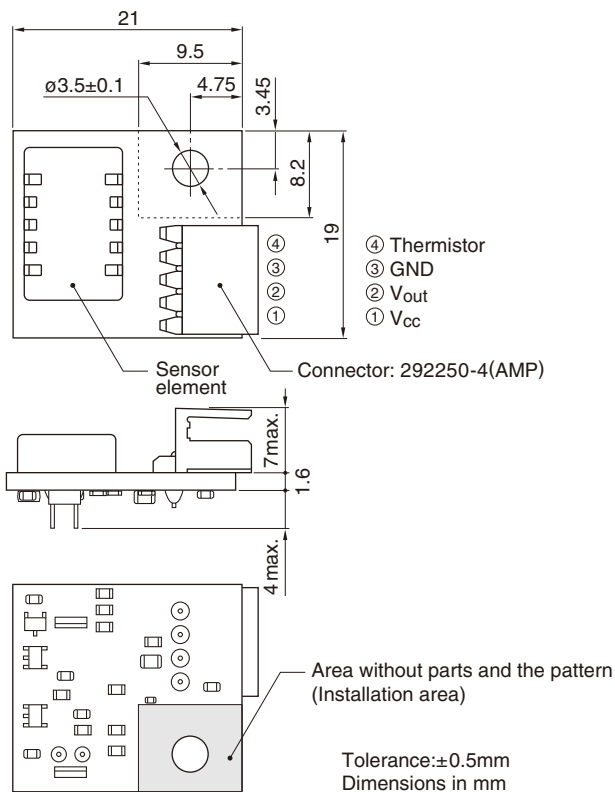 21
9.5
ø3.5±0.1
4.75
3.45
8.2
19
④
③
②
①
④ Thermistor
③ GND
② Vout
① Vcc
Sensor
element
Connector: 292250-4(AMP)
7max.
1.6
4max.
Area without parts and the pattern
(Installation area)
Tolerance:±0.5mm
Dimensions in mm